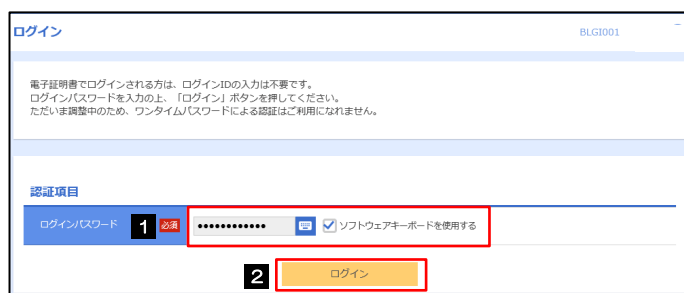 ログイン
BLGI001
電子証明書でログインされる方は、ログインIDの入力は不要です。
ログインパスワードを入力の上、「ログイン」ボタンを押してください。
ただいま調整中のため、ワンタイムパスワードによる認証はご利用になれません。
認証項目
ログインパスワード 1 必須 ●●●●●●●●●●●● ソフトウェアキーボードを使用する
2 ログイン